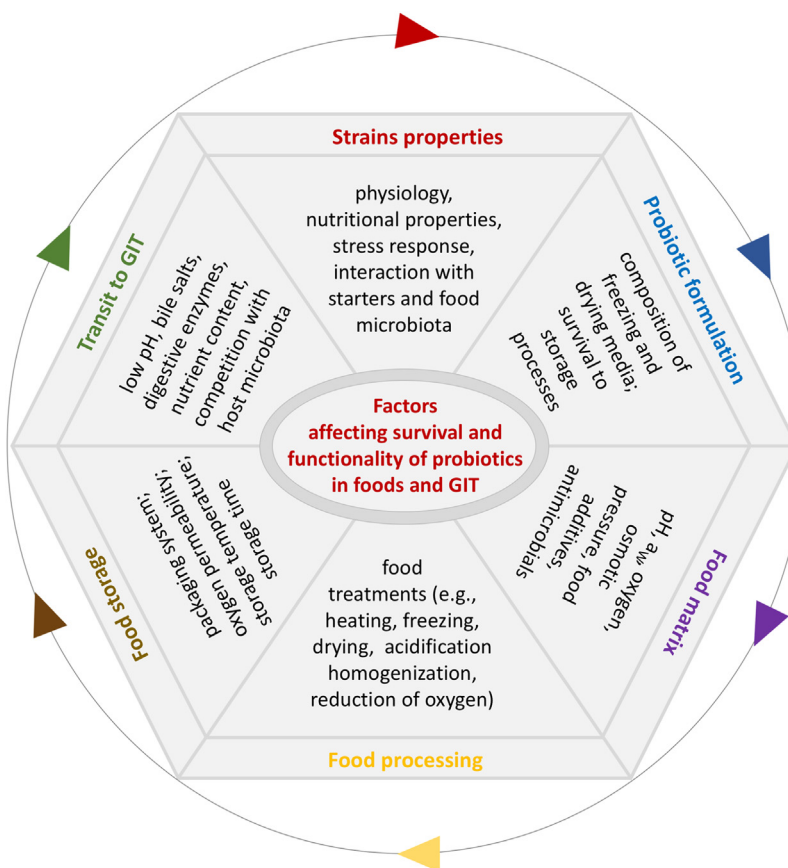 Strains properties
physiology,
nutritional properties,
stress response,
interaction with
starters and food
microbiota
Probiotic formulation
composition of
freezing and
drying media;
survival to
storage
processes
Food matrix
pH, aw, oxygen,
osmotic
pressure, food
additives,
antimicrobials
Food processing
food
treatments (e.g.,
heating, freezing,
drying, acidification
homogenization,
reduction of oxygen)
Food storage
packaging system;
oxygen permeability;
storage temperature;
storage time
Transit to GIT
low pH, bile salts,
digestive enzymes,
nutrient content,
competition with
host microbiota
Factors
affecting survival and
functionality of probiotics
in foods and GIT